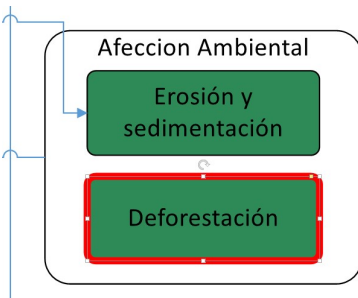 Afeccion Ambiental
Erosión y
sedimentación
Deforestación